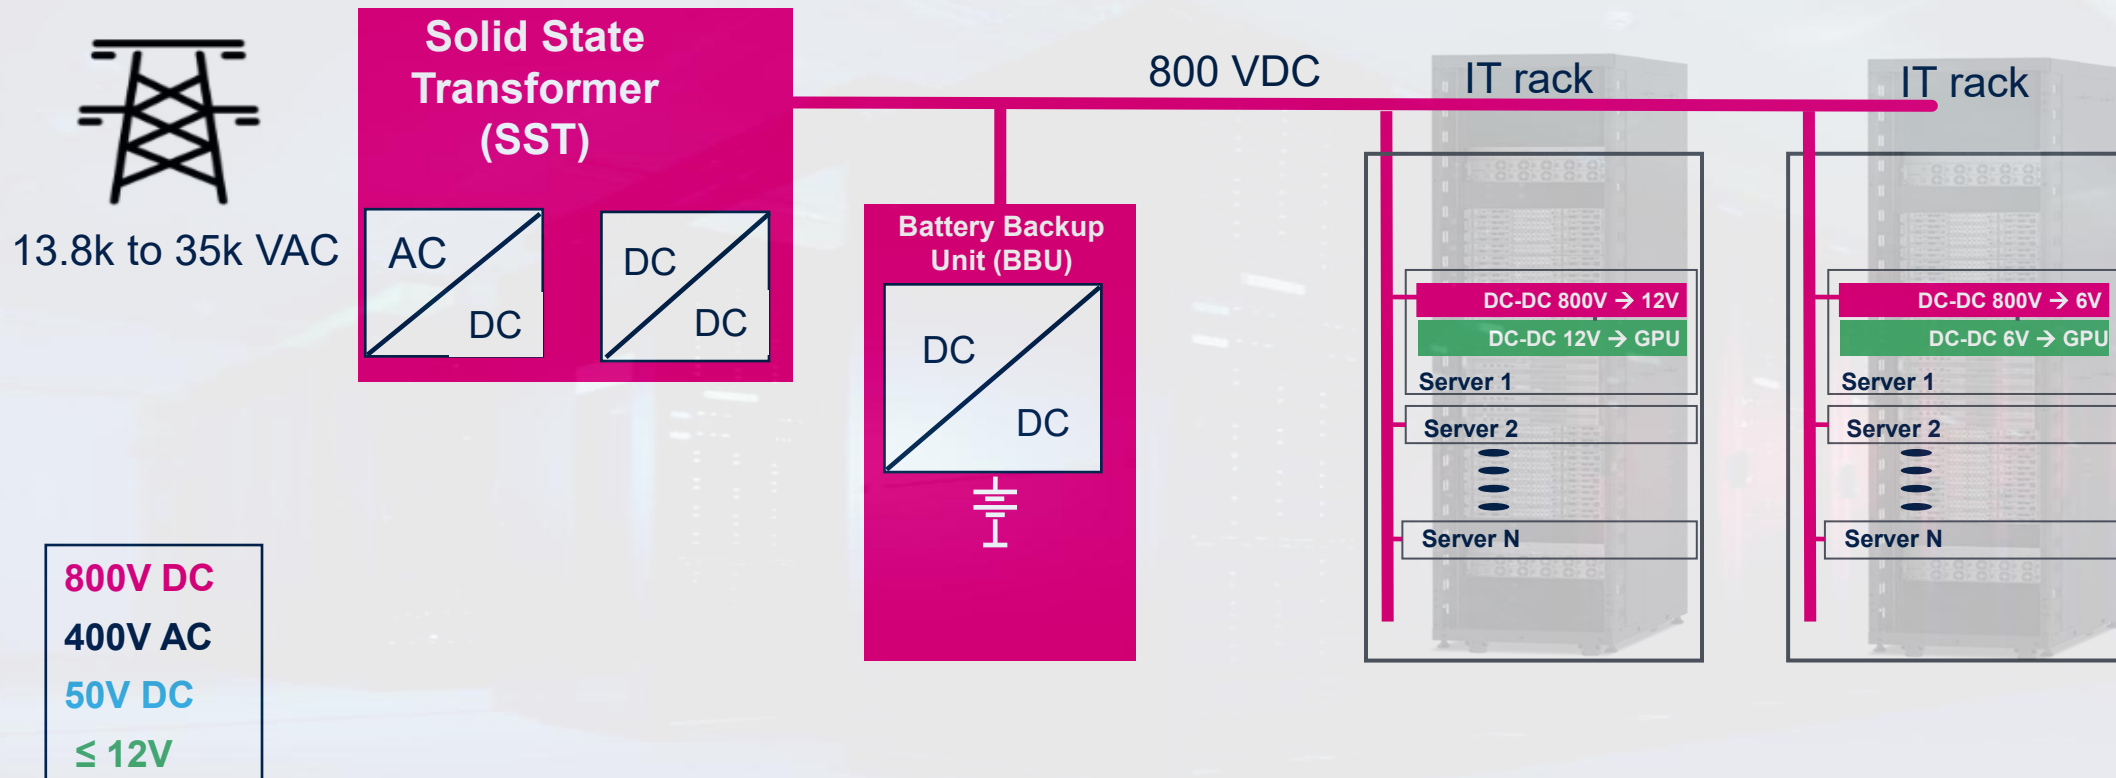 Solid State
Transformer
(SST)
13.8k to 35k VAC
AC
DC
DC
DC
800 VDC
Battery Backup
Unit (BBU)
DC
DC
IT rack
DC-DC 800V → 12V
DC-DC 12V → GPU
Server 1
Server 2
Server N
IT rack
DC-DC 800V → 6V
DC-DC 6V → GPU
Server 1
Server 2
Server N
800V DC
400V AC
50V DC
≤ 12V